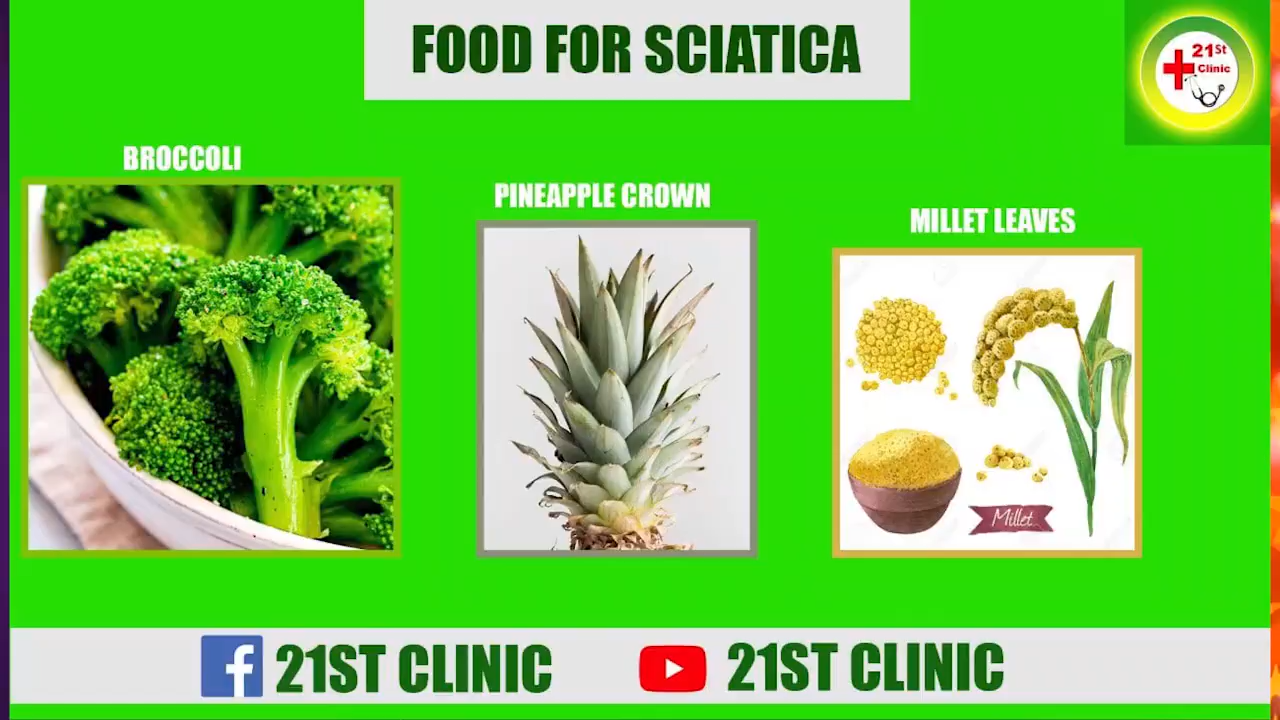 FOOD FOR SCIATICA
21St
Clinic
BROCCOLI
PINEAPPLE CROWN
MILLET LEAVES
Millet
21ST CLINIC
21ST CLINIC